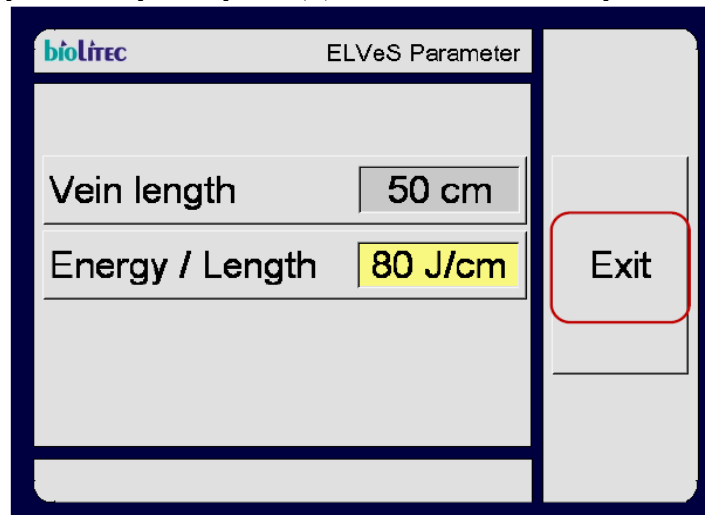 biolitec ELVeS Parameter
Vein length 50 cm
Energy / Length 80 J/cm
Exit